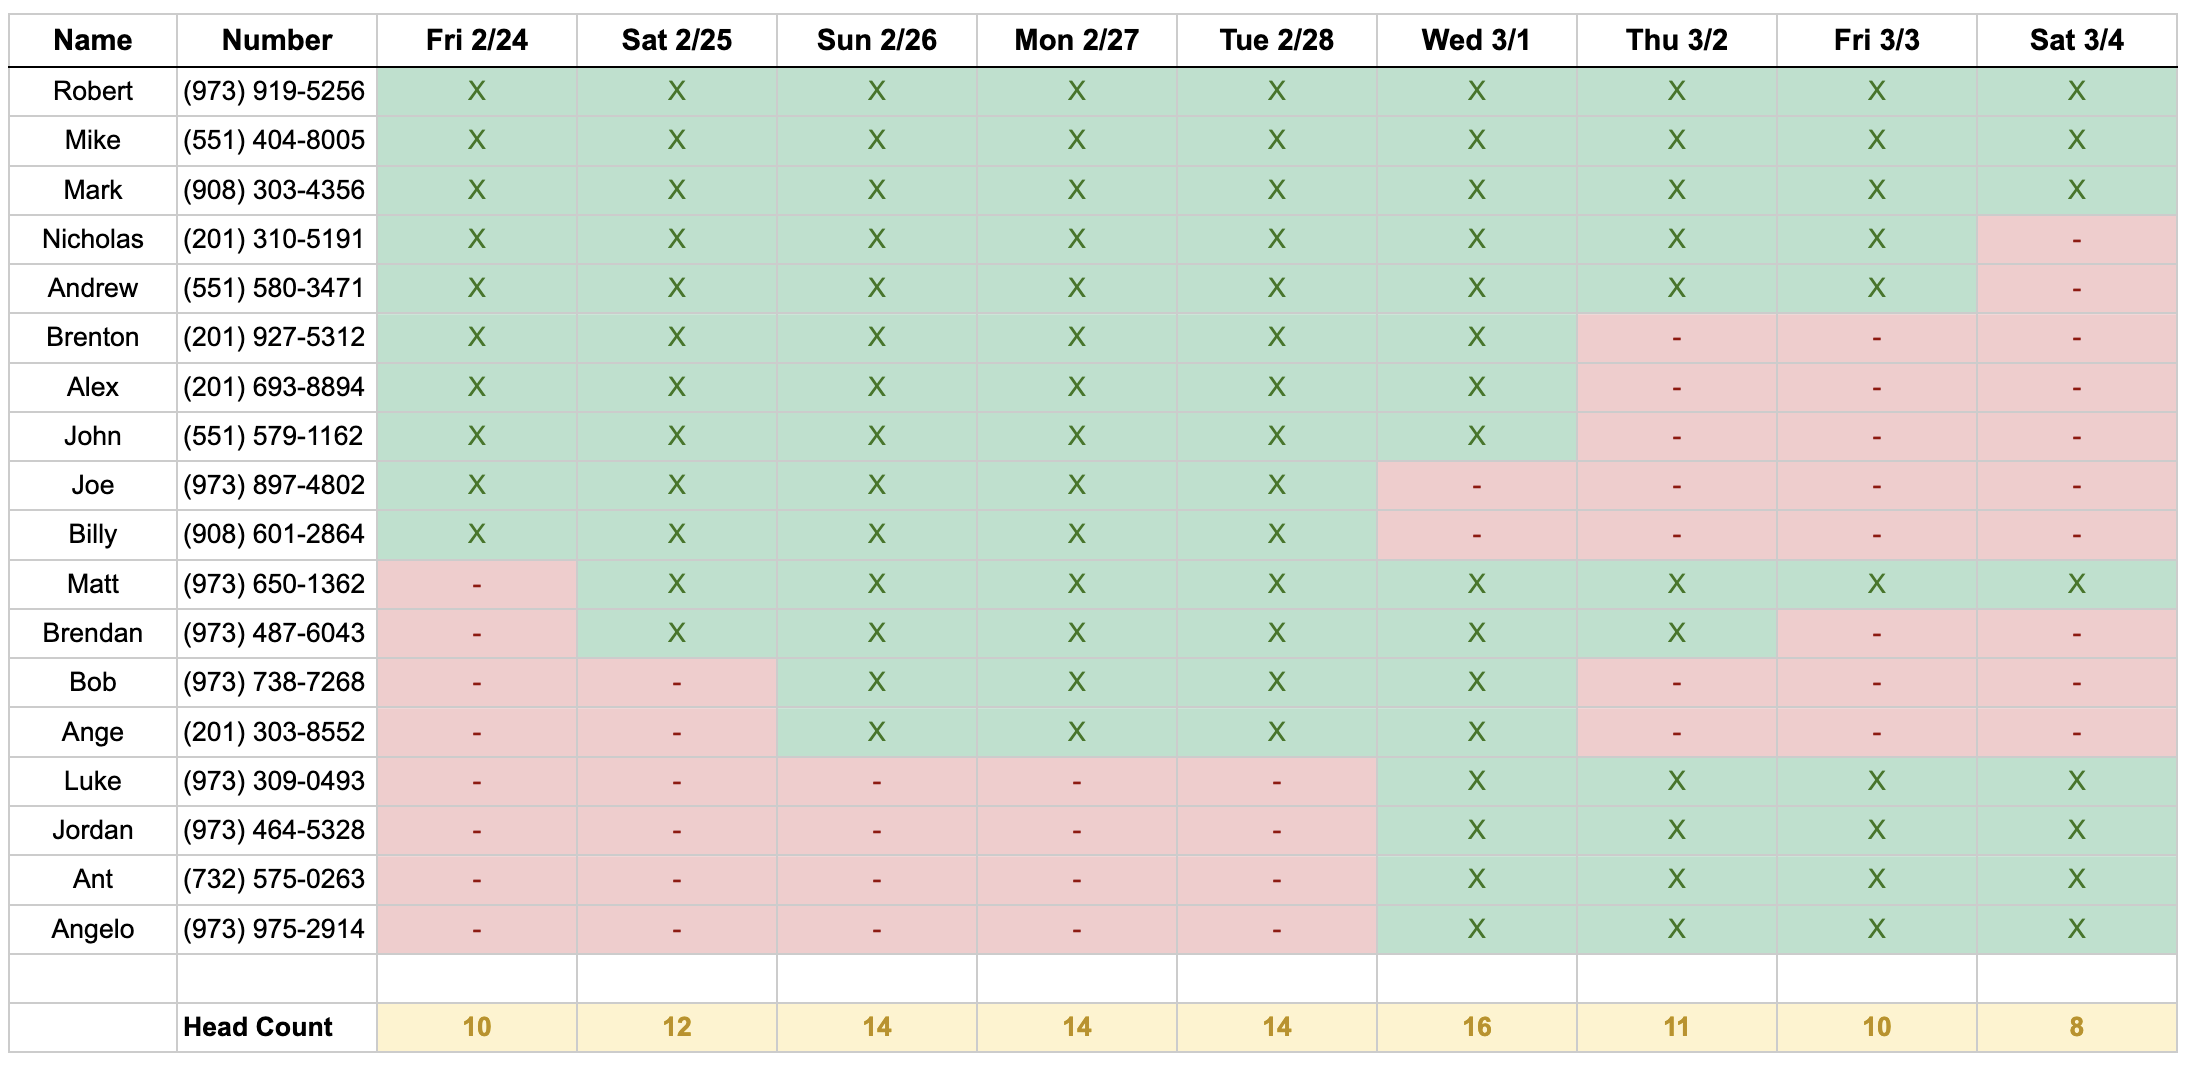 Name Number Fri 2/24 Sat 2/25 Sun 2/26 Mon 2/27 Tue 2/28 Wed 3/1 Thu 3/2 Fri 3/3 Sat 3/4
Robert (973) 919-5256 X X X X X X X X X
Mike (551) 404-8005 X X X X X X X X X
Mark (908) 303-4356 X X X X X X X X X
Nicholas (201) 310-5191 X X X X X X X X -
Andrew (551) 580-3471 X X X X X X X X -
Brenton (201) 927-5312 X X X X X X - - -
Alex (201) 693-8894 X X X X X X - - -
John (551) 579-1162 X X X X X X - - -
Joe (973) 897-4802 X X X X X - - - -
Billy (908) 601-2864 X X X X X - - - -
Matt (973) 650-1362 - X X X X X X X X
Brendan (973) 487-6043 - X X X X X X - -
Bob (973) 738-7268 - - X X X X - - -
Ange (201) 303-8552 - - X X X X - - -
Luke (973) 309-0493 - - - - - X X X X
Jordan (973) 464-5328 - - - - - X X X X
Ant (732) 575-0263 - - - - - X X X X
Angelo (973) 975-2914 - - - - - X X X X
Head Count 10 12 14 14 14 16 11 10 8